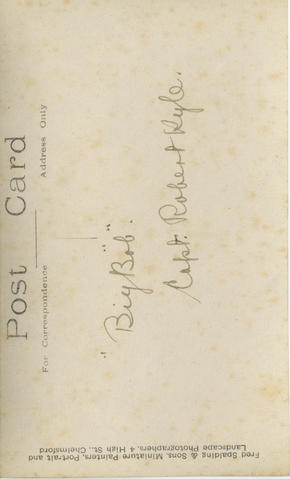 Post Card
For Correspondence
Address Only
"Big Bob".
Capt. Robert Kyle.
Fred Spalding & Sons, Miniature Painters, Portrait and
Landscape Photographers, 4 High St., Chelmsford